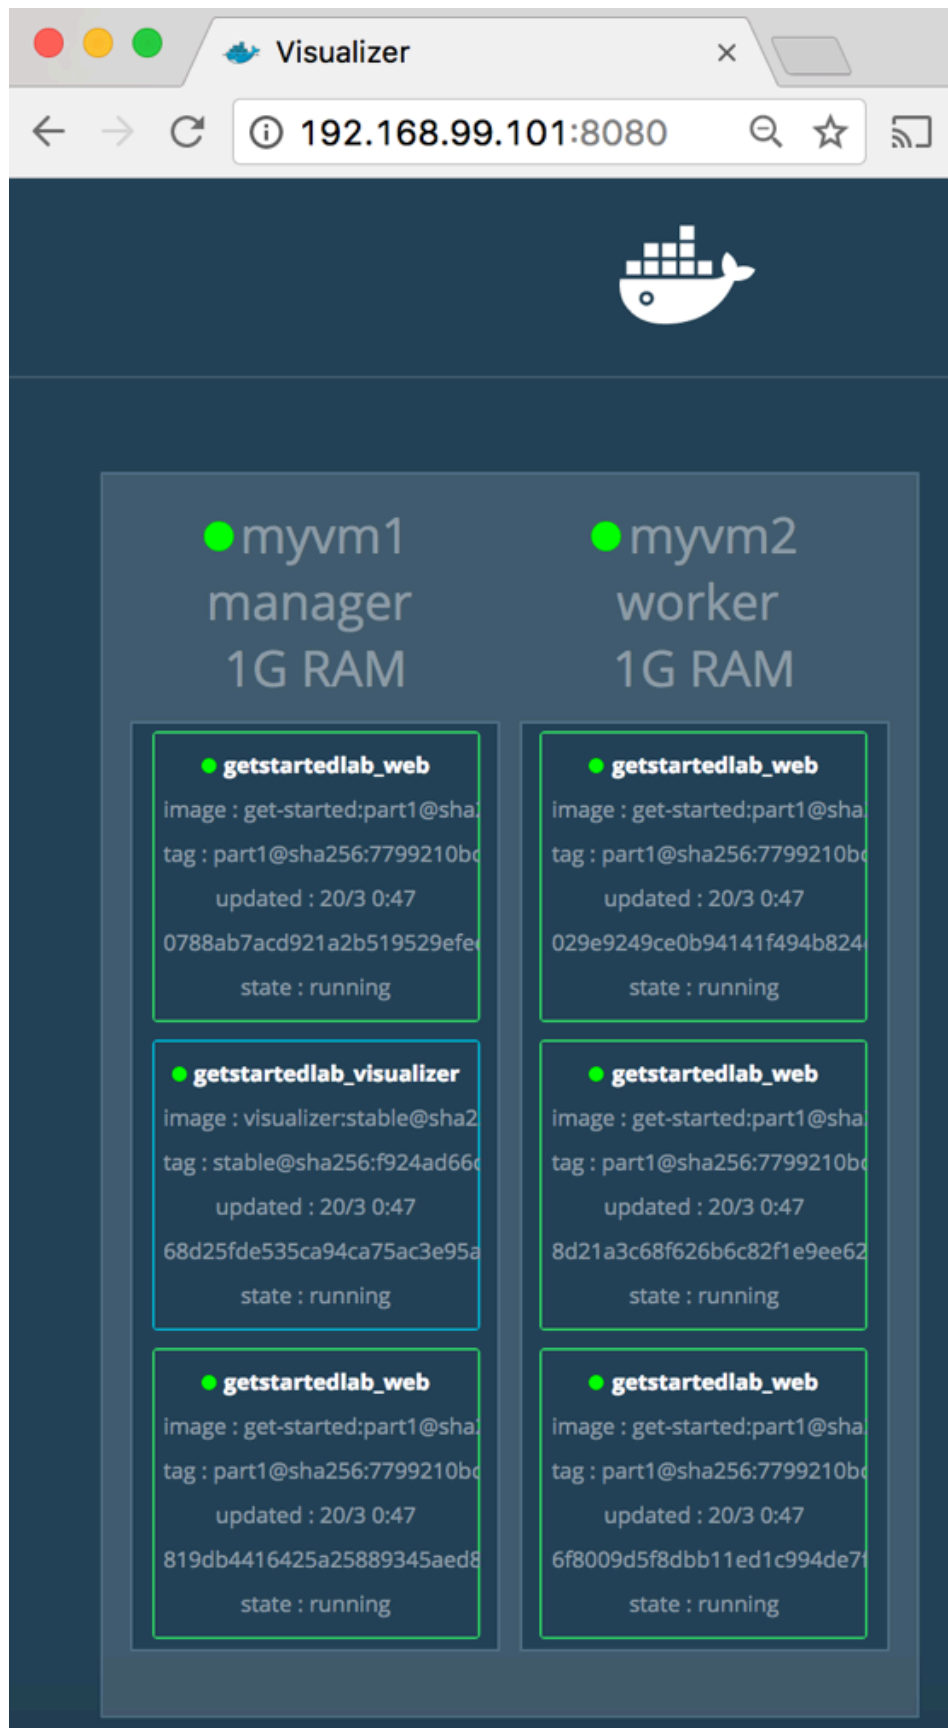 Visualizer
192.168.99.101:8080
myvm1
manager
1G RAM
getstartedlab_web
image : get-started:part1@sha
tag : part1@sha256:7799210bc
updated : 20/3 0:47
0788ab7acd921a2b519529efe
state : running
getstartedlab_visualizer
image : visualizer:stable@sha2
tag : stable@sha256:f924ad66
updated : 20/3 0:47
68d25fde535ca94ca75ac3e95a
state : running
getstartedlab_web
image : get-started:part1@sha
tag : part1@sha256:7799210bc
updated : 20/3 0:47
819db4416425a25889345aed8
state : running
myvm2
worker
1G RAM
getstartedlab_web
image : get-started:part1@sha
tag : part1@sha256:7799210bc
updated : 20/3 0:47
029e9249ce0b94141f494b824
state : running
getstartedlab_web
image : get-started:part1@sha
tag : part1@sha256:7799210bc
updated : 20/3 0:47
8d21a3c68f626b6c82f1e9ee62
state : running
getstartedlab_web
image : get-started:part1@sha
tag : part1@sha256:7799210bc
updated : 20/3 0:47
6f8009d5f8dbb11ed1c994de7
state : running